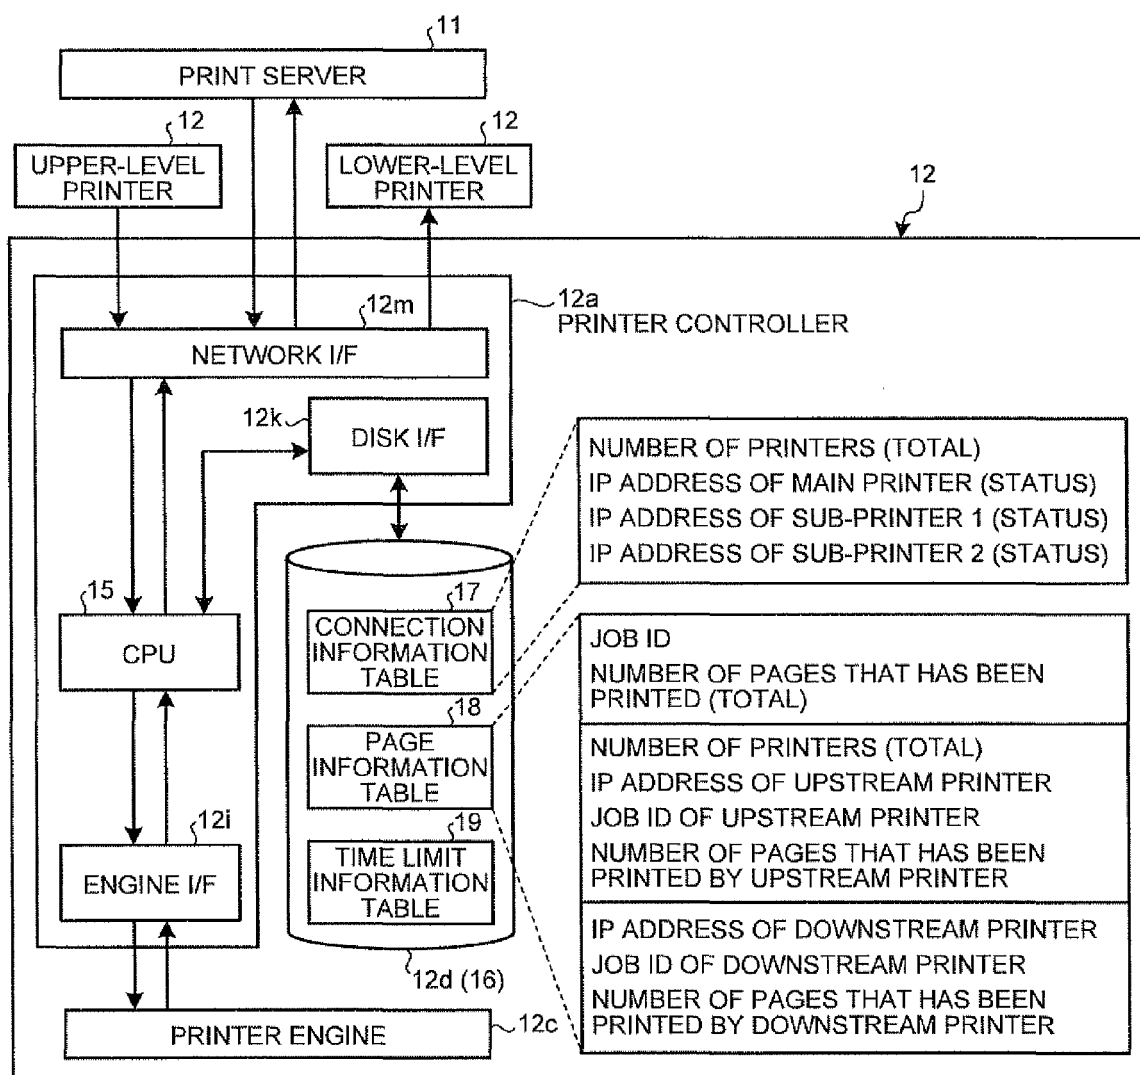 11
PRINT SERVER
12
UPPER-LEVEL
PRINTER
12
LOWER-LEVEL
PRINTER
12
12a
PRINTER CONTROLLER
12m
NETWORK I/F
12k
DISK I/F
15
CPU
17
CONNECTION
INFORMATION
TABLE
18
PAGE
INFORMATION
TABLE
19
TIME LIMIT
INFORMATION
TABLE
12i
ENGINE I/F
12d (16)
12c
PRINTER ENGINE
NUMBER OF PRINTERS (TOTAL)
IP ADDRESS OF MAIN PRINTER (STATUS)
IP ADDRESS OF SUB-PRINTER 1 (STATUS)
IP ADDRESS OF SUB-PRINTER 2 (STATUS)
JOB ID
NUMBER OF PAGES THAT HAS BEEN
PRINTED (TOTAL)
NUMBER OF PRINTERS (TOTAL)
IP ADDRESS OF UPSTREAM PRINTER
JOB ID OF UPSTREAM PRINTER
NUMBER OF PAGES THAT HAS BEEN
PRINTED BY UPSTREAM PRINTER
IP ADDRESS OF DOWNSTREAM PRINTER
JOB ID OF DOWNSTREAM PRINTER
NUMBER OF PAGES THAT HAS BEEN
PRINTED BY DOWNSTREAM PRINTER